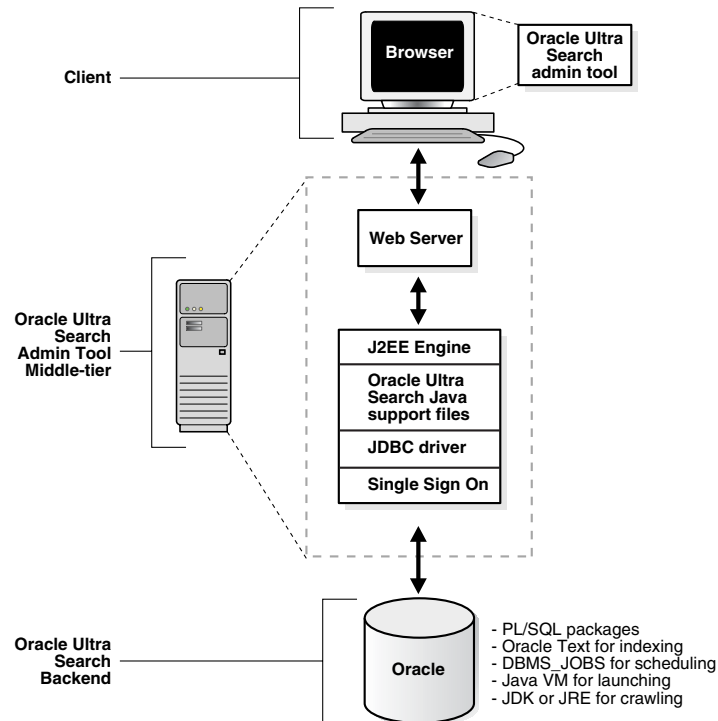 Browser
Oracle Ultra
Search
admin tool
Client
Web Server
Oracle Ultra
Search
Admin Tool
Middle-tier
J2EE Engine
Oracle Ultra
Search Java
support files
JDBC driver
Single Sign On
Oracle Ultra
Search
Backend
Oracle
- PL/SQL packages
- Oracle Text for indexing
- DBMS_JOBS for scheduling
- Java VM for launching
- JDK or JRE for crawling